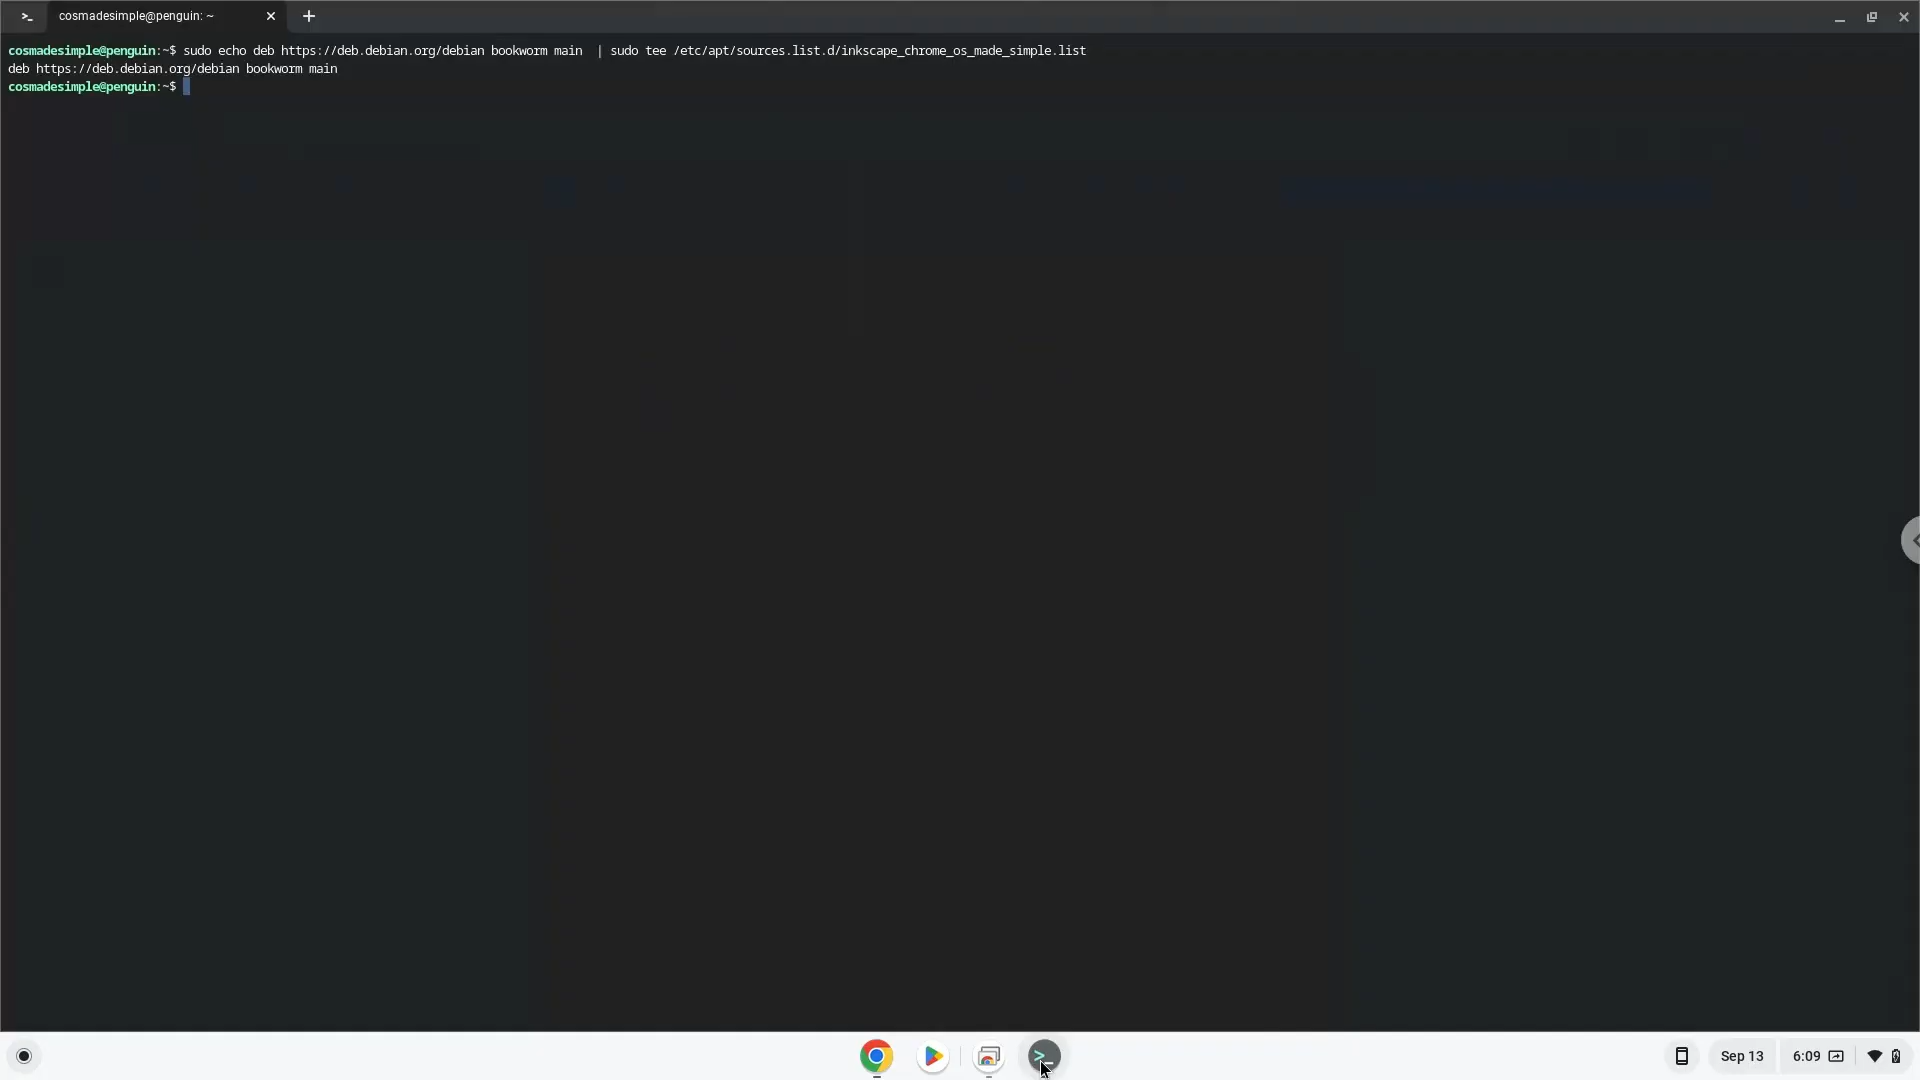 cosmadesimple@penguin: ~
cosmadesimple@penguin:~$ sudo echo deb https://deb.debian.org/debian bookworm main  | sudo tee /etc/apt/sources.list.d/inkscape_chrome_os_made_simple.list
deb https://deb.debian.org/debian bookworm main
cosmadesimple@penguin:~$
Sep 13
6:09